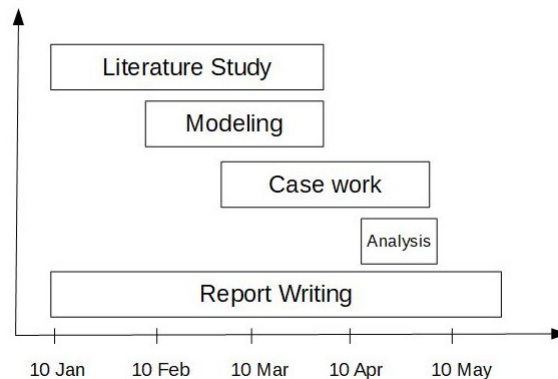 Literature Study
Modeling
Case work
Analysis
Report Writing
10 Jan 10 Feb 10 Mar 10 Apr 10 May